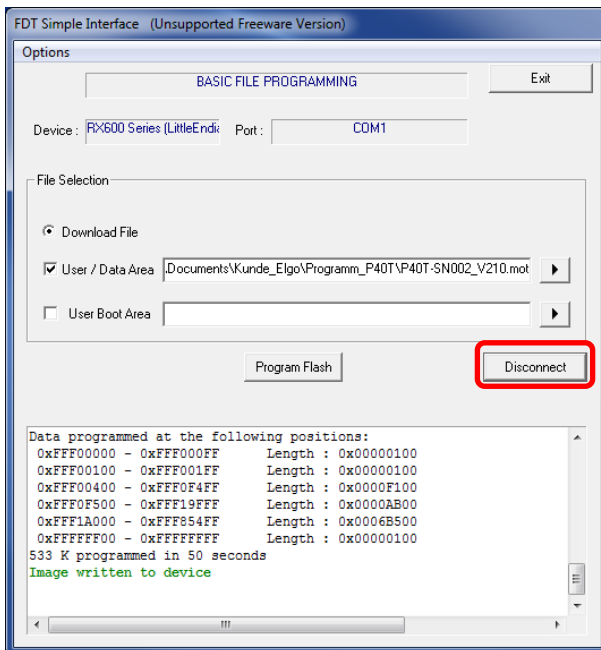 FDT Simple Interface (Unsupported Freeware Version)
Options
BASIC FILE PROGRAMMING
Exit
Device : RX600 Series (LittleEndia Port : COM1
File Selection
Download File
User / Data Area .Documents\Kunde_Elgo\Programm_P40T\P40T-SN002_V210.mot
User Boot Area
Program Flash
Disconnect
Data programmed at the following positions:
0xFFF00000 - 0xFFF000FF Length : 0x00000100
0xFFF00100 - 0xFFF001FF Length : 0x00000100
0xFFF00400 - 0xFFF0F4FF Length : 0x0000F100
0xFFF0F500 - 0xFFF19FFF Length : 0x0000AB00
0xFFF1A000 - 0xFFF854FF Length : 0x0006B500
0xFFFFFF00 - 0xFFFFFFFF Length : 0x00000100
533 K programmed in 50 seconds
Image written to device